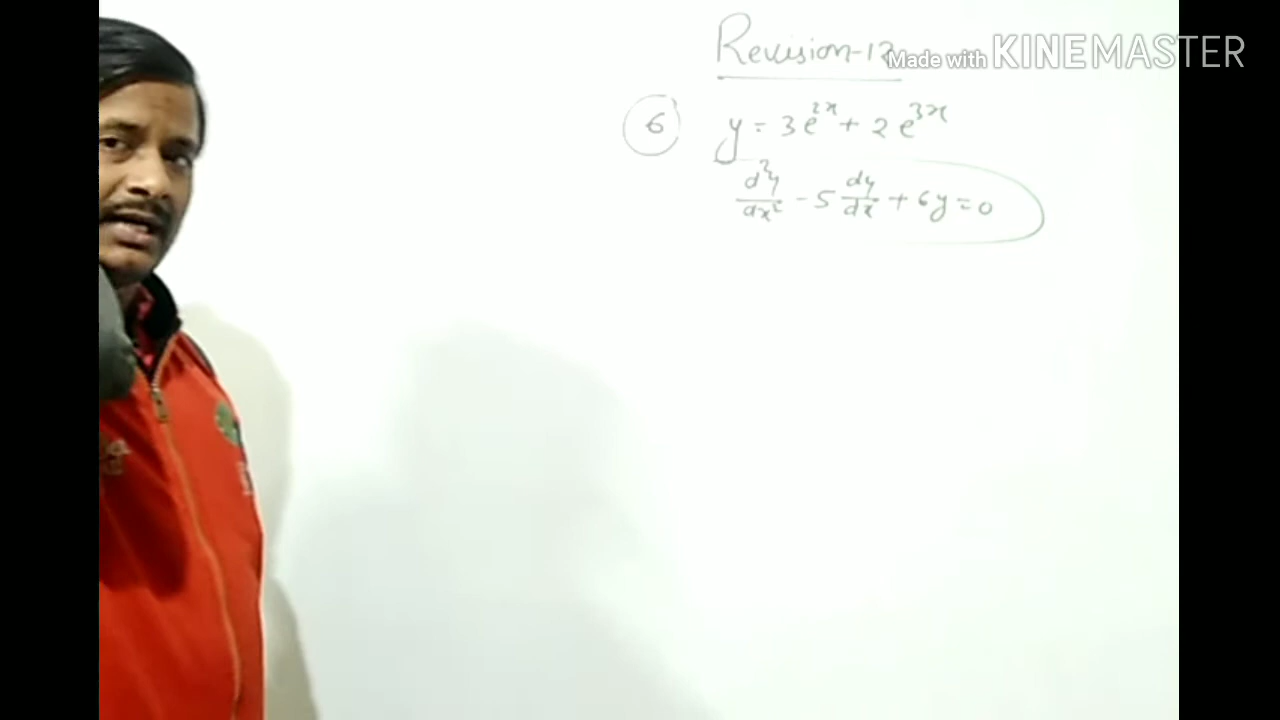 Revision-12
Made with KINEMASTER
6 y = 3e^2x + 2e^3x
d²y/dx² - 5 dy/dx + 6y = 0